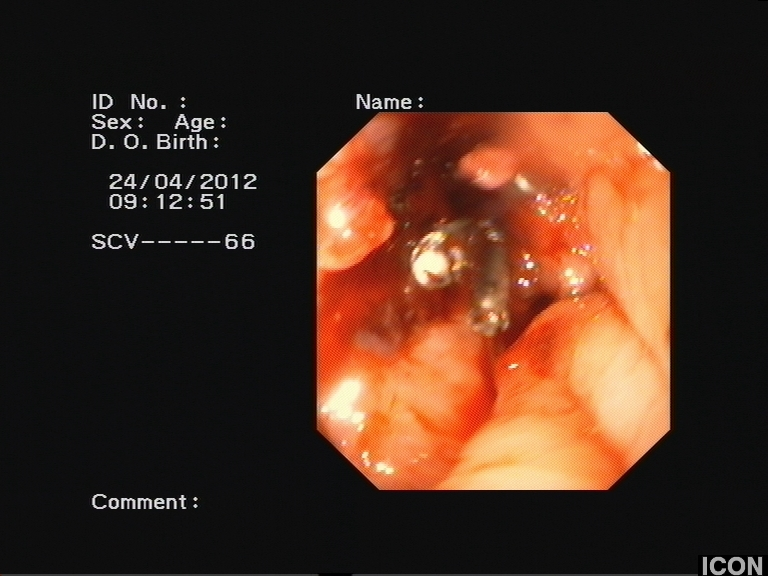 ID No.:
Name:
Sex: Age:
D.O.Birth:
24/04/2012
09:12:51
SCV-----66
Comment:
ICON